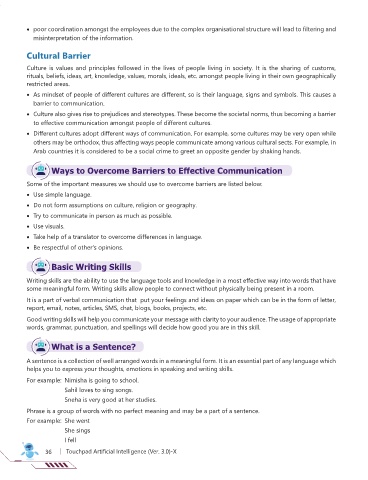 • poor coordination amongst the employees due to the complex organisational structure will lead to filtering and
misinterpretation of the information.
Cultural Barrier
Culture is values and principles followed in the lives of people living in society. It is the sharing of customs,
rituals, beliefs, ideas, art, knowledge, values, morals, ideals, etc. amongst people living in their own geographically
restricted areas.
• As mindset of people of different cultures are different, so is their language, signs and symbols. This causes a
barrier to communication.
• Culture also gives rise to prejudices and stereotypes. These become the societal norms, thus becoming a barrier
to effective communication amongst people of different cultures.
• Different cultures adopt different ways of communication. For example, some cultures may be very open while
others may be orthodox, thus affecting ways people communicate among various cultural sects. For example, in
Arab countries it is considered to be a social crime to greet an opposite gender by shaking hands.
Ways to Overcome Barriers to Effective Communication
Some of the important measures we should use to overcome barriers are listed below:
• Use simple language.
• Do not form assumptions on culture, religion or geography.
• Try to communicate in person as much as possible.
• Use visuals.
• Take help of a translator to overcome differences in language.
• Be respectful of other's opinions.
Basic Writing Skills
Writing skills are the ability to use the language tools and knowledge in a most effective way into words that have
some meaningful form. Writing skills allow people to connect without physically being present in a room.
It is a part of verbal communication that put your feelings and ideas on paper which can be in the form of letter,
report, email, notes, articles, SMS, chat, blogs, books, projects, etc.
Good writing skills will help you communicate your message with clarity to your audience. The usage of appropriate
words, grammar, punctuation, and spellings will decide how good you are in this skill.
What is a Sentence?
A sentence is a collection of well arranged words in a meaningful form. It is an essential part of any language which
helps you to express your thoughts, emotions in speaking and writing skills.
For example: Nimisha is going to school.
Sahil loves to sing songs.
Sneha is very good at her studies.
Phrase is a group of words with no perfect meaning and may be a part of a sentence.
For example: She went
She sings
I fell
36 | Touchpad Artificial Intelligence (Ver. 3.0)-X